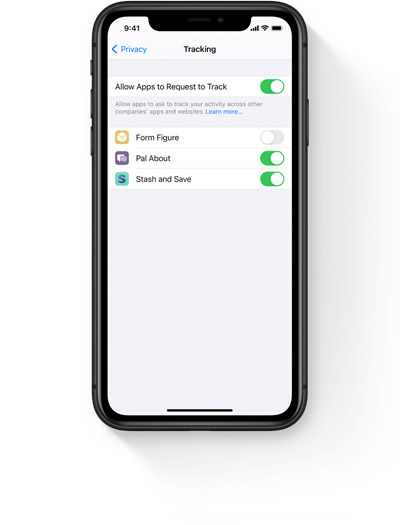 9:41
Privacy
Tracking
Allow Apps to Request to Track
Allow apps to ask to track your activity across other
companies' apps and websites. Learn more...
Form Figure
Pal About
S Stash and Save